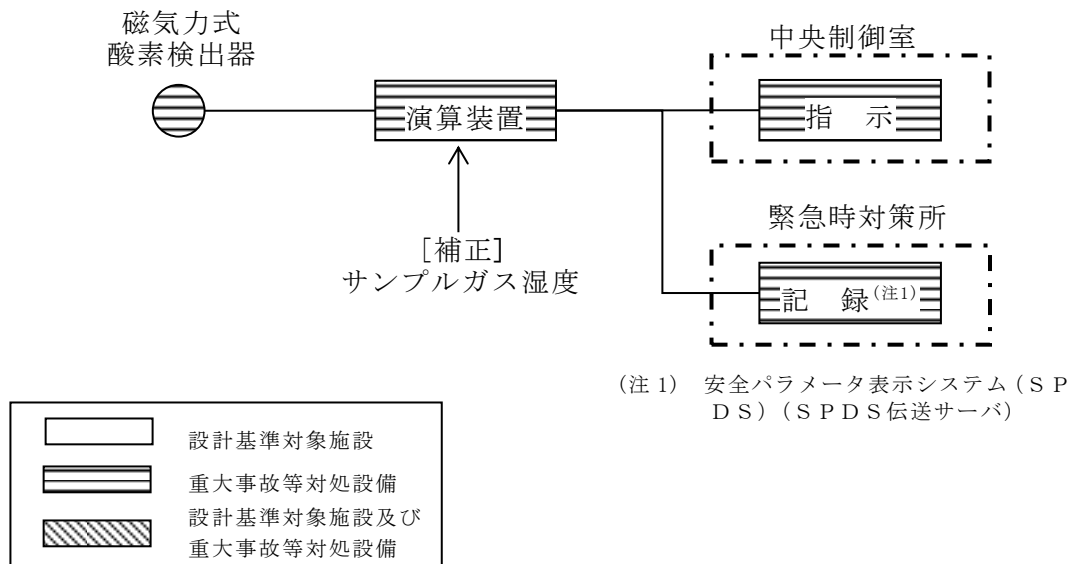 磁気力式
酸素検出器
演算装置
[補正]
サンプルガス湿度
中央制御室
指　示
緊急時対策所
記　録(注1)
(注 1)　安全パラメータ表示システム(ＳＰ
ＤＳ)(ＳＰＤＳ伝送サーバ)
設計基準対象施設
重大事故等対処設備
設計基準対象施設及び
重大事故等対処設備